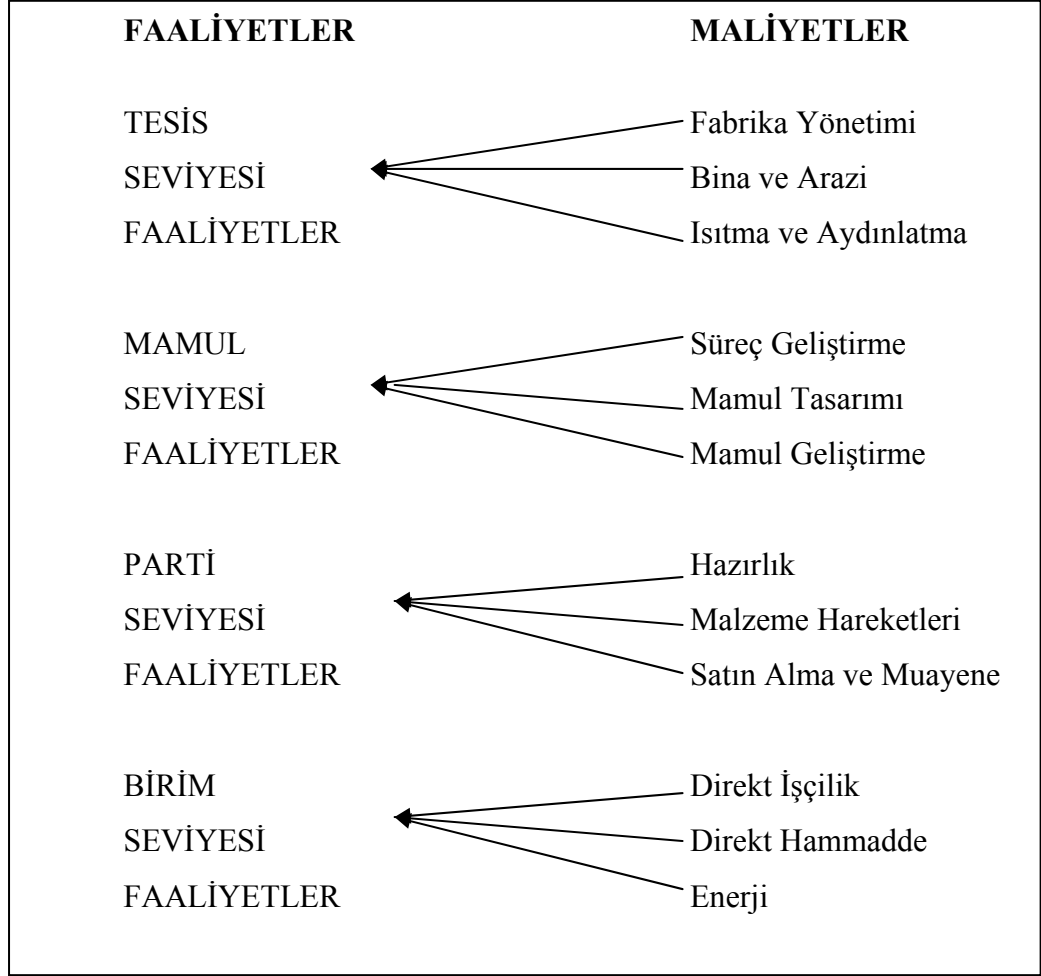 FAALİYETLER MALİYETLER
TESİS Fabrika Yönetimi
SEVİYESİ Bina ve Arazi
FAALİYETLER Isıtma ve Aydınlatma
MAMUL Süreç Geliştirme
SEVİYESİ Mamul Tasarımı
FAALİYETLER Mamul Geliştirme
PARTİ Hazırlık
SEVİYESİ Malzeme Hareketleri
FAALİYETLER Satın Alma ve Muayene
BİRİM Direkt İşçilik
SEVİYESİ Direkt Hammadde
FAALİYETLER Enerji